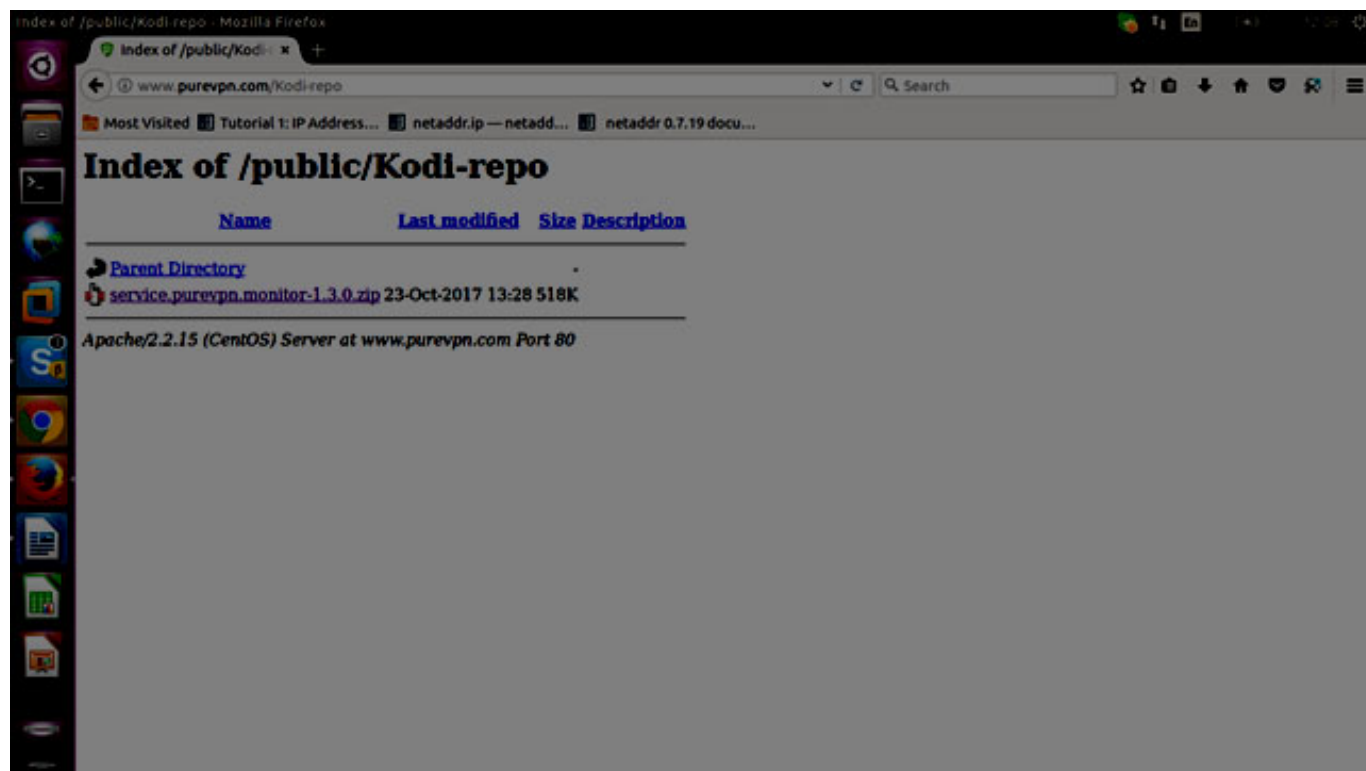 Index of /public/Kodi-repo - Mozilla Firefox
En
Index of /public/Kodi-
www.purevpn.com/Kodi-repo
Search
Most Visited
Tutorial 1: IP Address...
netaddr.ip — netadd...
netaddr 0.7.19 docu...
Index of /public/Kodi-repo
Name Last modified Size Description
Parent Directory -
service.purevpn.monitor-1.3.0.zip 23-Oct-2017 13:28 518K
Apache/2.2.15 (CentOS) Server at www.purevpn.com Port 80